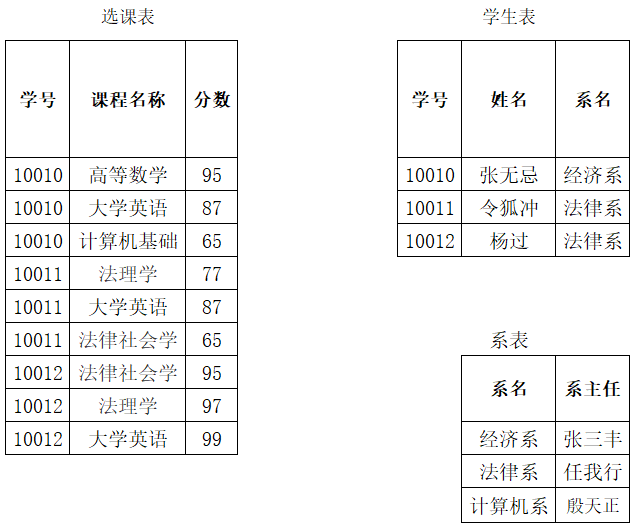 选课表
学号 课程名称 分数
10010 高等数学 95
10010 大学英语 87
10010 计算机基础 65
10011 法理学 77
10011 大学英语 87
10011 法律社会学 65
10012 法律社会学 95
10012 法理学 97
10012 大学英语 99
学生表
学号 姓名 系名
10010 张无忌 经济系
10011 令狐冲 法律系
10012 杨过 法律系
系表
系名 系主任
经济系 张三丰
法律系 任我行
计算机系 殷天正